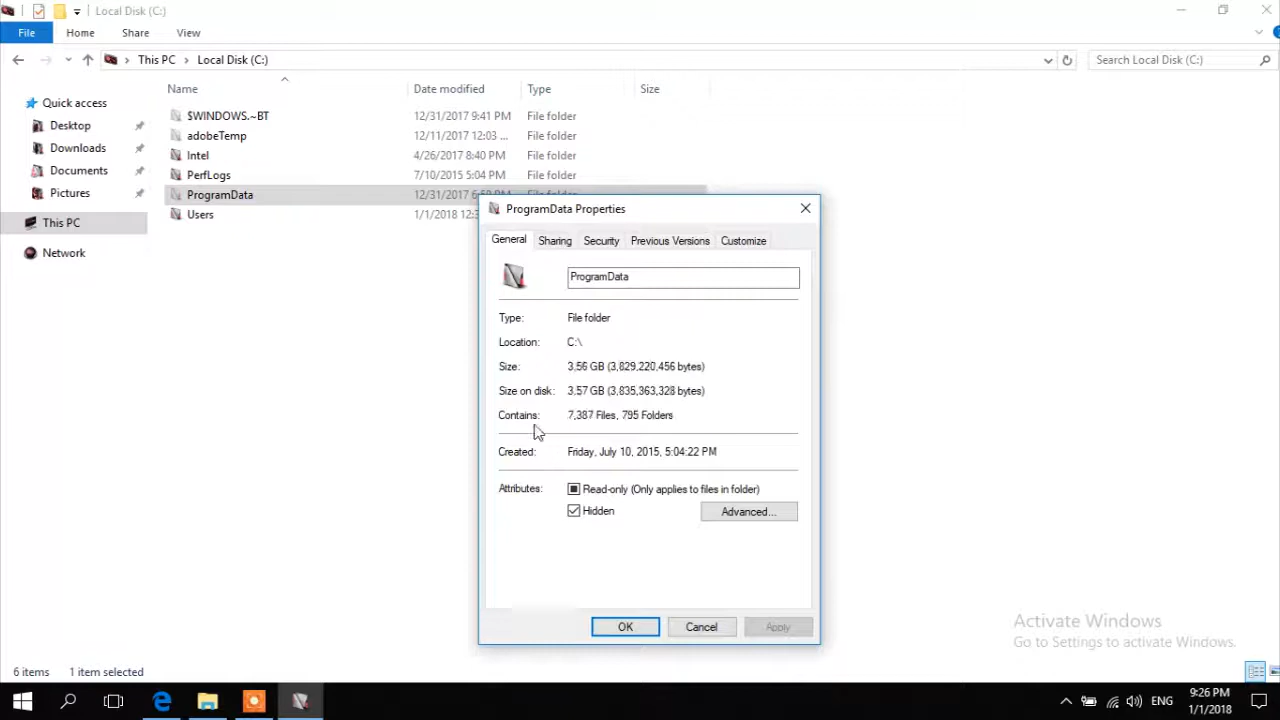 Local Disk (C:)
File Home Share View
This PC Local Disk (C:) Search Local Disk (C:)
Name Date modified Type Size
Quick access
Desktop
Downloads
Documents
Pictures
This PC
Network
$WINDOWS.~BT 12/31/2017 9:41 PM File folder
adobeTemp 12/11/2017 12:03 ... File folder
Intel 4/26/2017 8:40 PM File folder
PerfLogs 7/10/2015 5:04 PM File folder
ProgramData 12/31/2017 File folder
Users 1/1/2018
ProgramData Properties
General Sharing Security Previous Versions Customize
ProgramData
Type: File folder
Location: C:\
Size: 3.56 GB (3,829,220,456 bytes)
Size on disk: 3.57 GB (3,835,363,328 bytes)
Contains: 7,387 Files, 795 Folders
Created: Friday, July 10, 2015, 5:04:22 PM
Attributes: Read-only (Only applies to files in folder)
Hidden Advanced...
OK Cancel Apply
Activate Windows
Go to Settings to activate Windows.
6 items 1 item selected
ENG 9:26 PM
1/1/2018